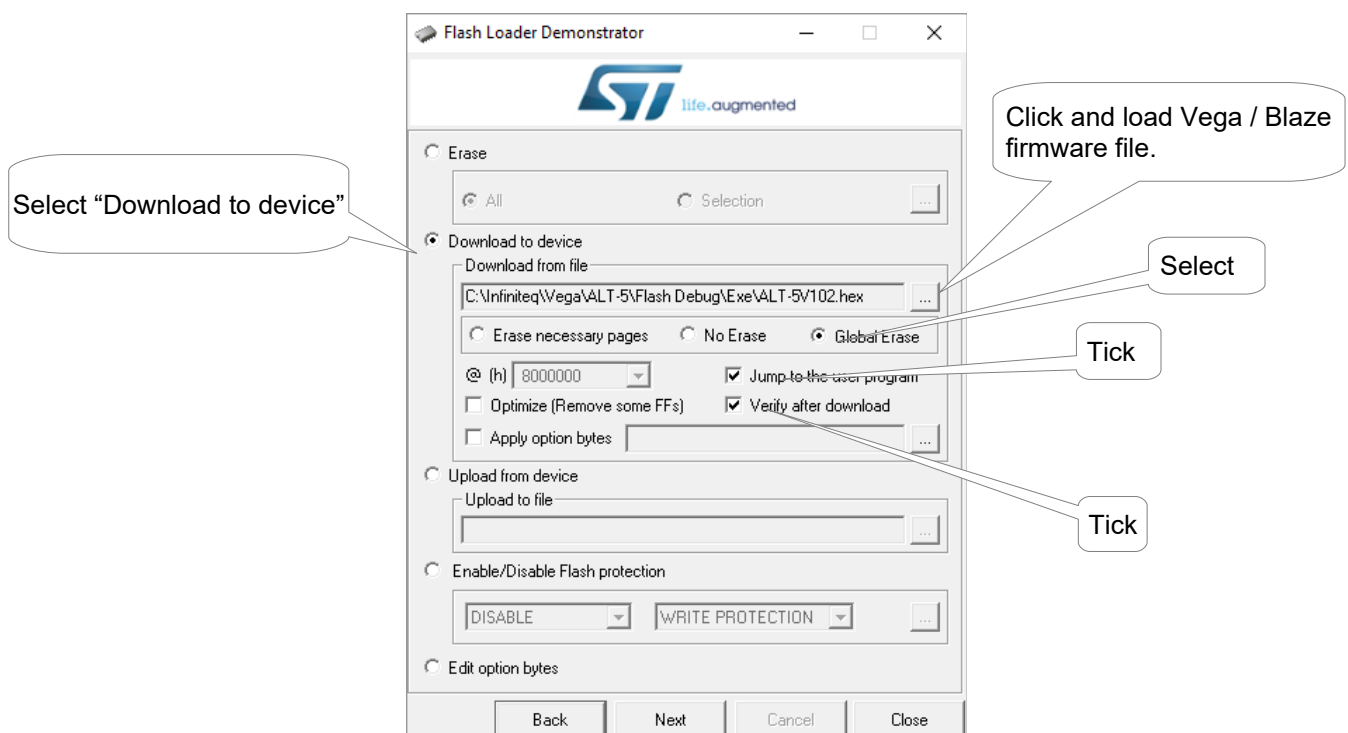 Flash Loader Demonstrator
ST life.augmented
Click and load Vega / Blaze
firmware file.
Erase
Select “Download to device”
All
Selection
...
Download to device
Download from file
Select
C:\Infiniteq\Vega\ALT-5\Flash Debug\Exe\ALT-5V102.hex
...
Erase necessary pages
No Erase
Global Erase
Tick
@ (h)
8000000
Jump to the user program
Optimize (Remove some FFs)
Verify after download
Apply option bytes
...
Upload from device
Upload to file
...
Tick
Enable/Disable Flash protection
DISABLE
WRITE PROTECTION
...
Edit option bytes
Back
Next
Cancel
Close